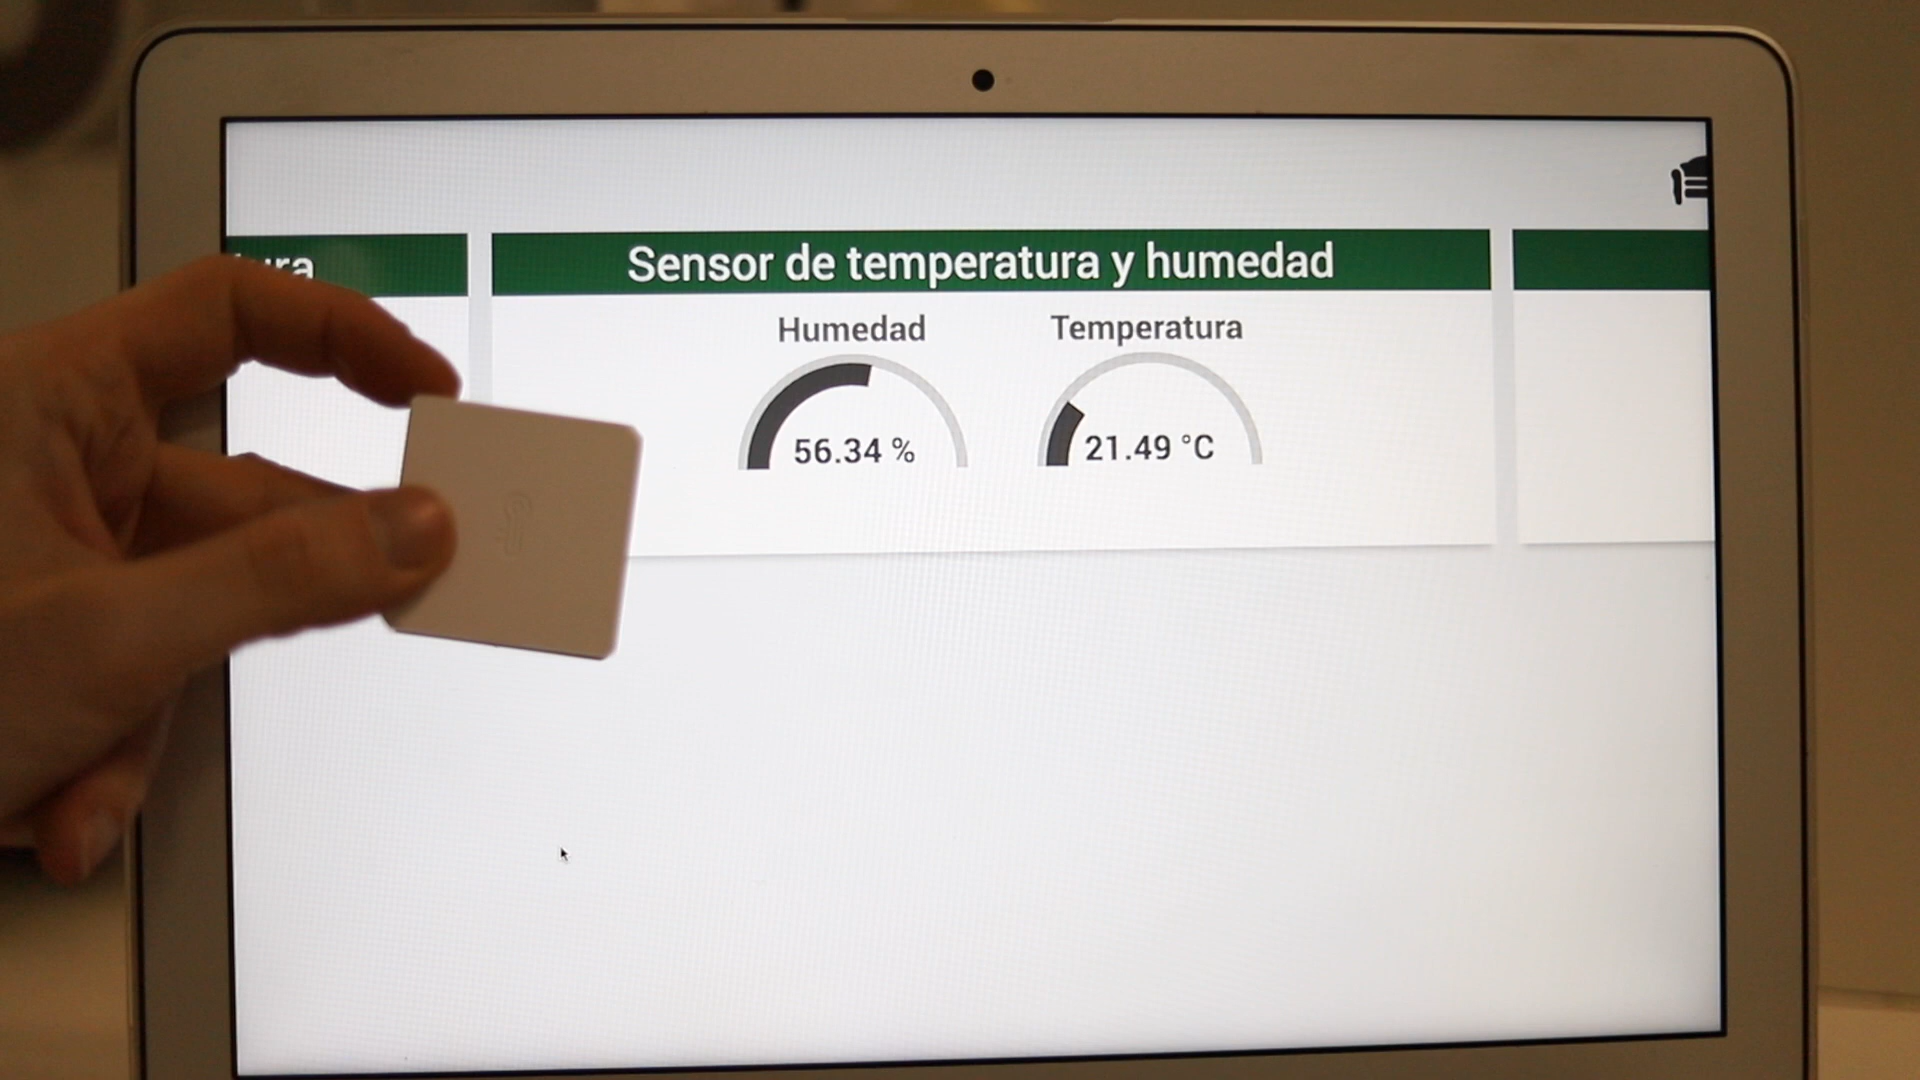 Sensor de temperatura y humedad
Humedad
Temperatura
56.34 %
21.49 °C